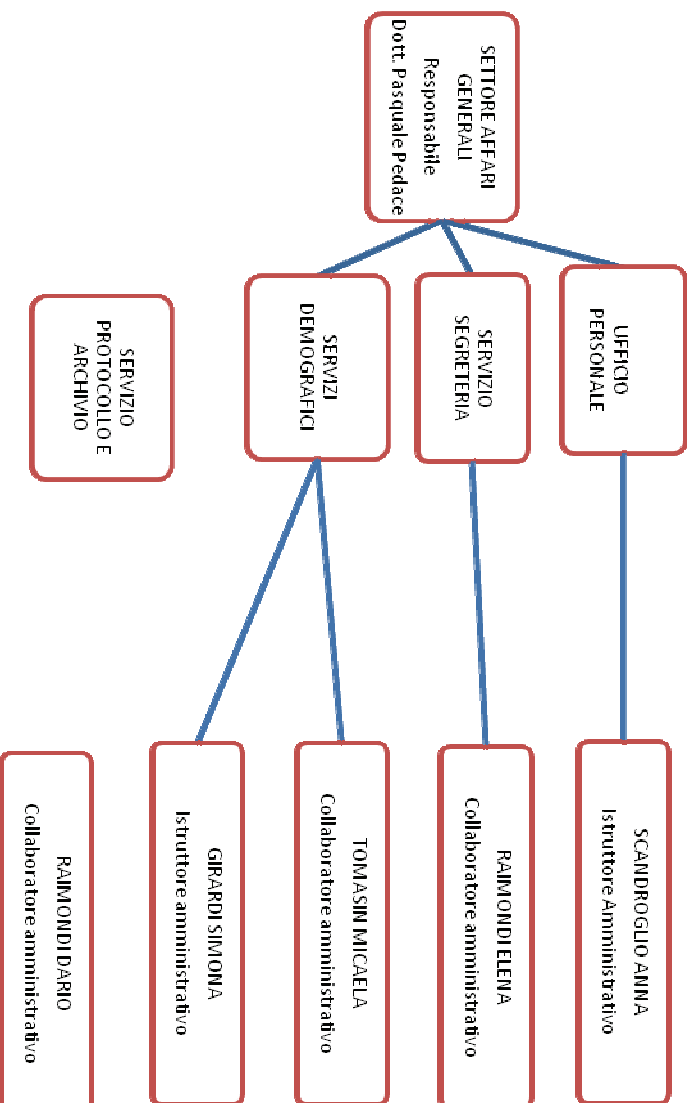 SETTORE AFFARI
GENERALI
Responsabile
Dott. Pasquale Pedace
UFFICIO
PERSONALE
SERVIZIO
SEGRETERIA
SERVIZI
DEMOGRAFICI
SERVIZIO
PROTOCOLLO E
ARCHIVIO
SCANDROGLIO ANNA
Istruttore Amministrativo
RAIMONDI ELENA
Collaboratore amministrativo
TOMASIN MICAELA
Collaboratore amministrativo
GIRARDI SIMONA
Istruttore amministrativo
RAIMONDI DARIO
Collaboratore amministrativo